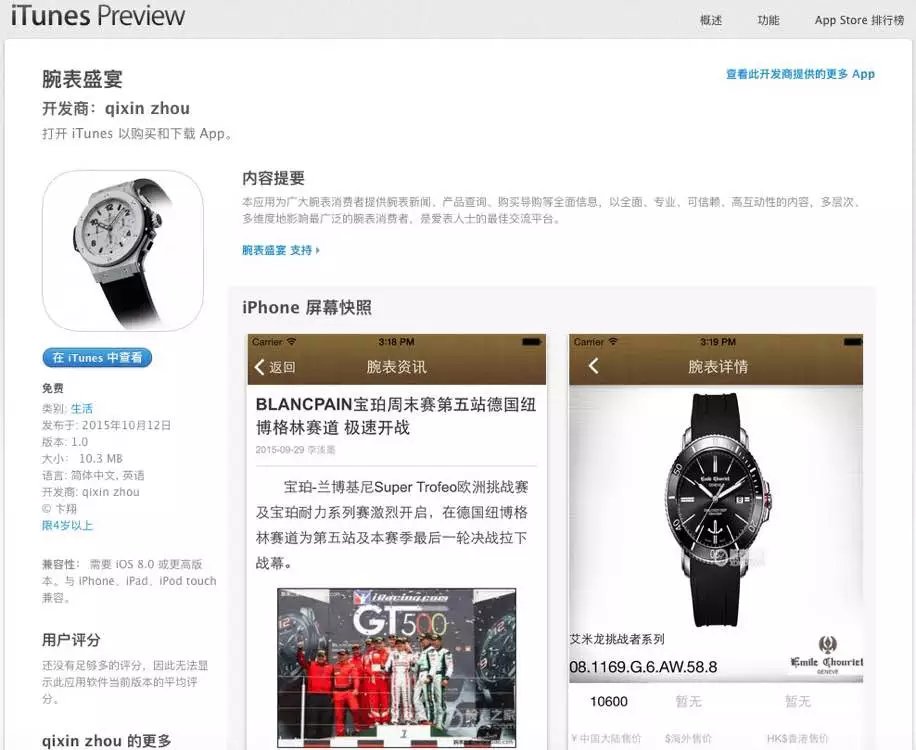 iTunes Preview
概述 功能 App Store 排行榜
腕表盛宴
查看此开发商提供的更多 App
开发商：qixin zhou
打开 iTunes 以购买和下载 App。
内容提要
本应用为广大腕表消费者提供腕表新闻、产品查询、购买导购等全面信息，以全面、专业、可信赖、高互动性的内容，多层次、
多维度地影响最广泛的腕表消费者，是爱表人士的最佳交流平台。
腕表盛宴 支持
在 iTunes 中查看
免费
类别: 生活
发布于: 2015年10月12日
版本: 1.0
大小： 10.3 MB
语言: 简体中文, 英语
开发商: qixin zhou
© 卞翔
限4岁以上
兼容性： 需要 iOS 8.0 或更高版
本。与 iPhone、iPad、iPod touch
兼容。
用户评分
还没有足够多的评分，因此无法显
示此应用软件当前版本的平均评
分。
qixin zhou 的更多
iPhone 屏幕快照
Carrier 3:18 PM
返回 腕表资讯
BLANCPAIN宝珀周末赛第五站德国纽
博格林赛道 极速开战
2015-09-29
宝珀-兰博基尼Super Trofeo欧洲挑战赛
及宝珀耐力系列赛激烈开启，在德国纽博格
林赛道为第五站及本赛季最后一轮决战拉下
战幕。
iRacing.com
GT500
1
Carrier 3:19 PM
腕表详情
Emile Chouriet
GENEVE
艾米龙挑战者系列
08.1169.G.6.AW.58.8
Emile Chouriet
GENEVE
10600 暂无 暂无
¥中国大陆售价 $海外售价 HK$香港售价